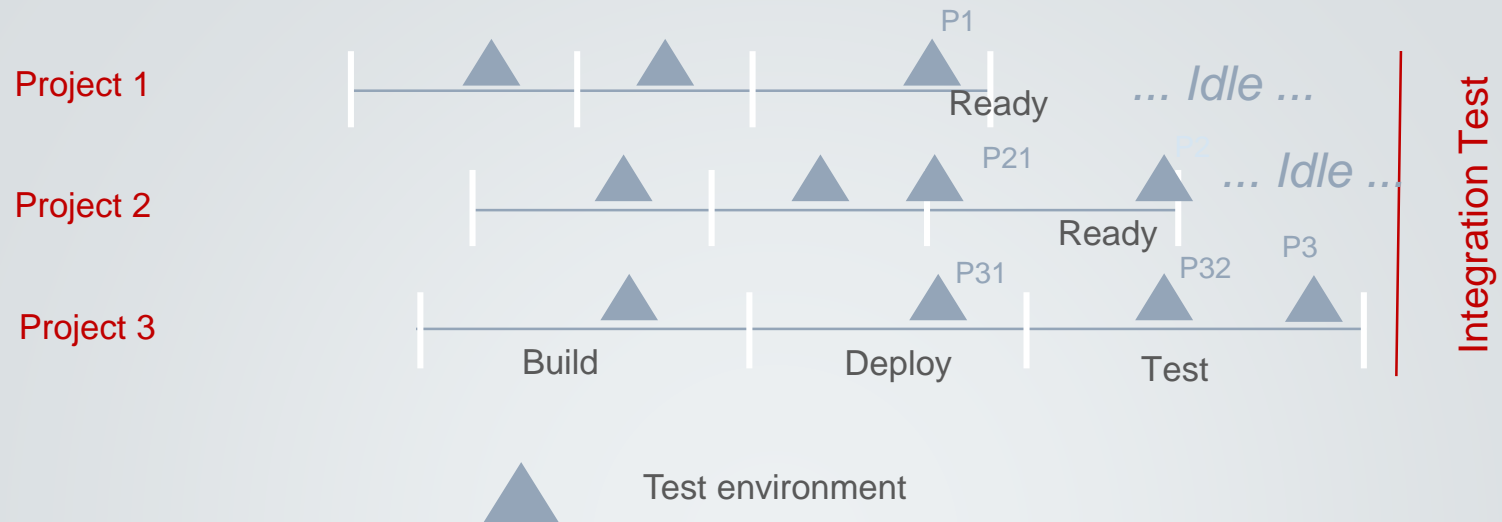 P1
Project 1
... Idle ...
Ready
P21
P2
... Idle ...
Project 2
Ready
P31
P32
P3
Project 3
Build
Deploy
Test
Integration Test
Test environment